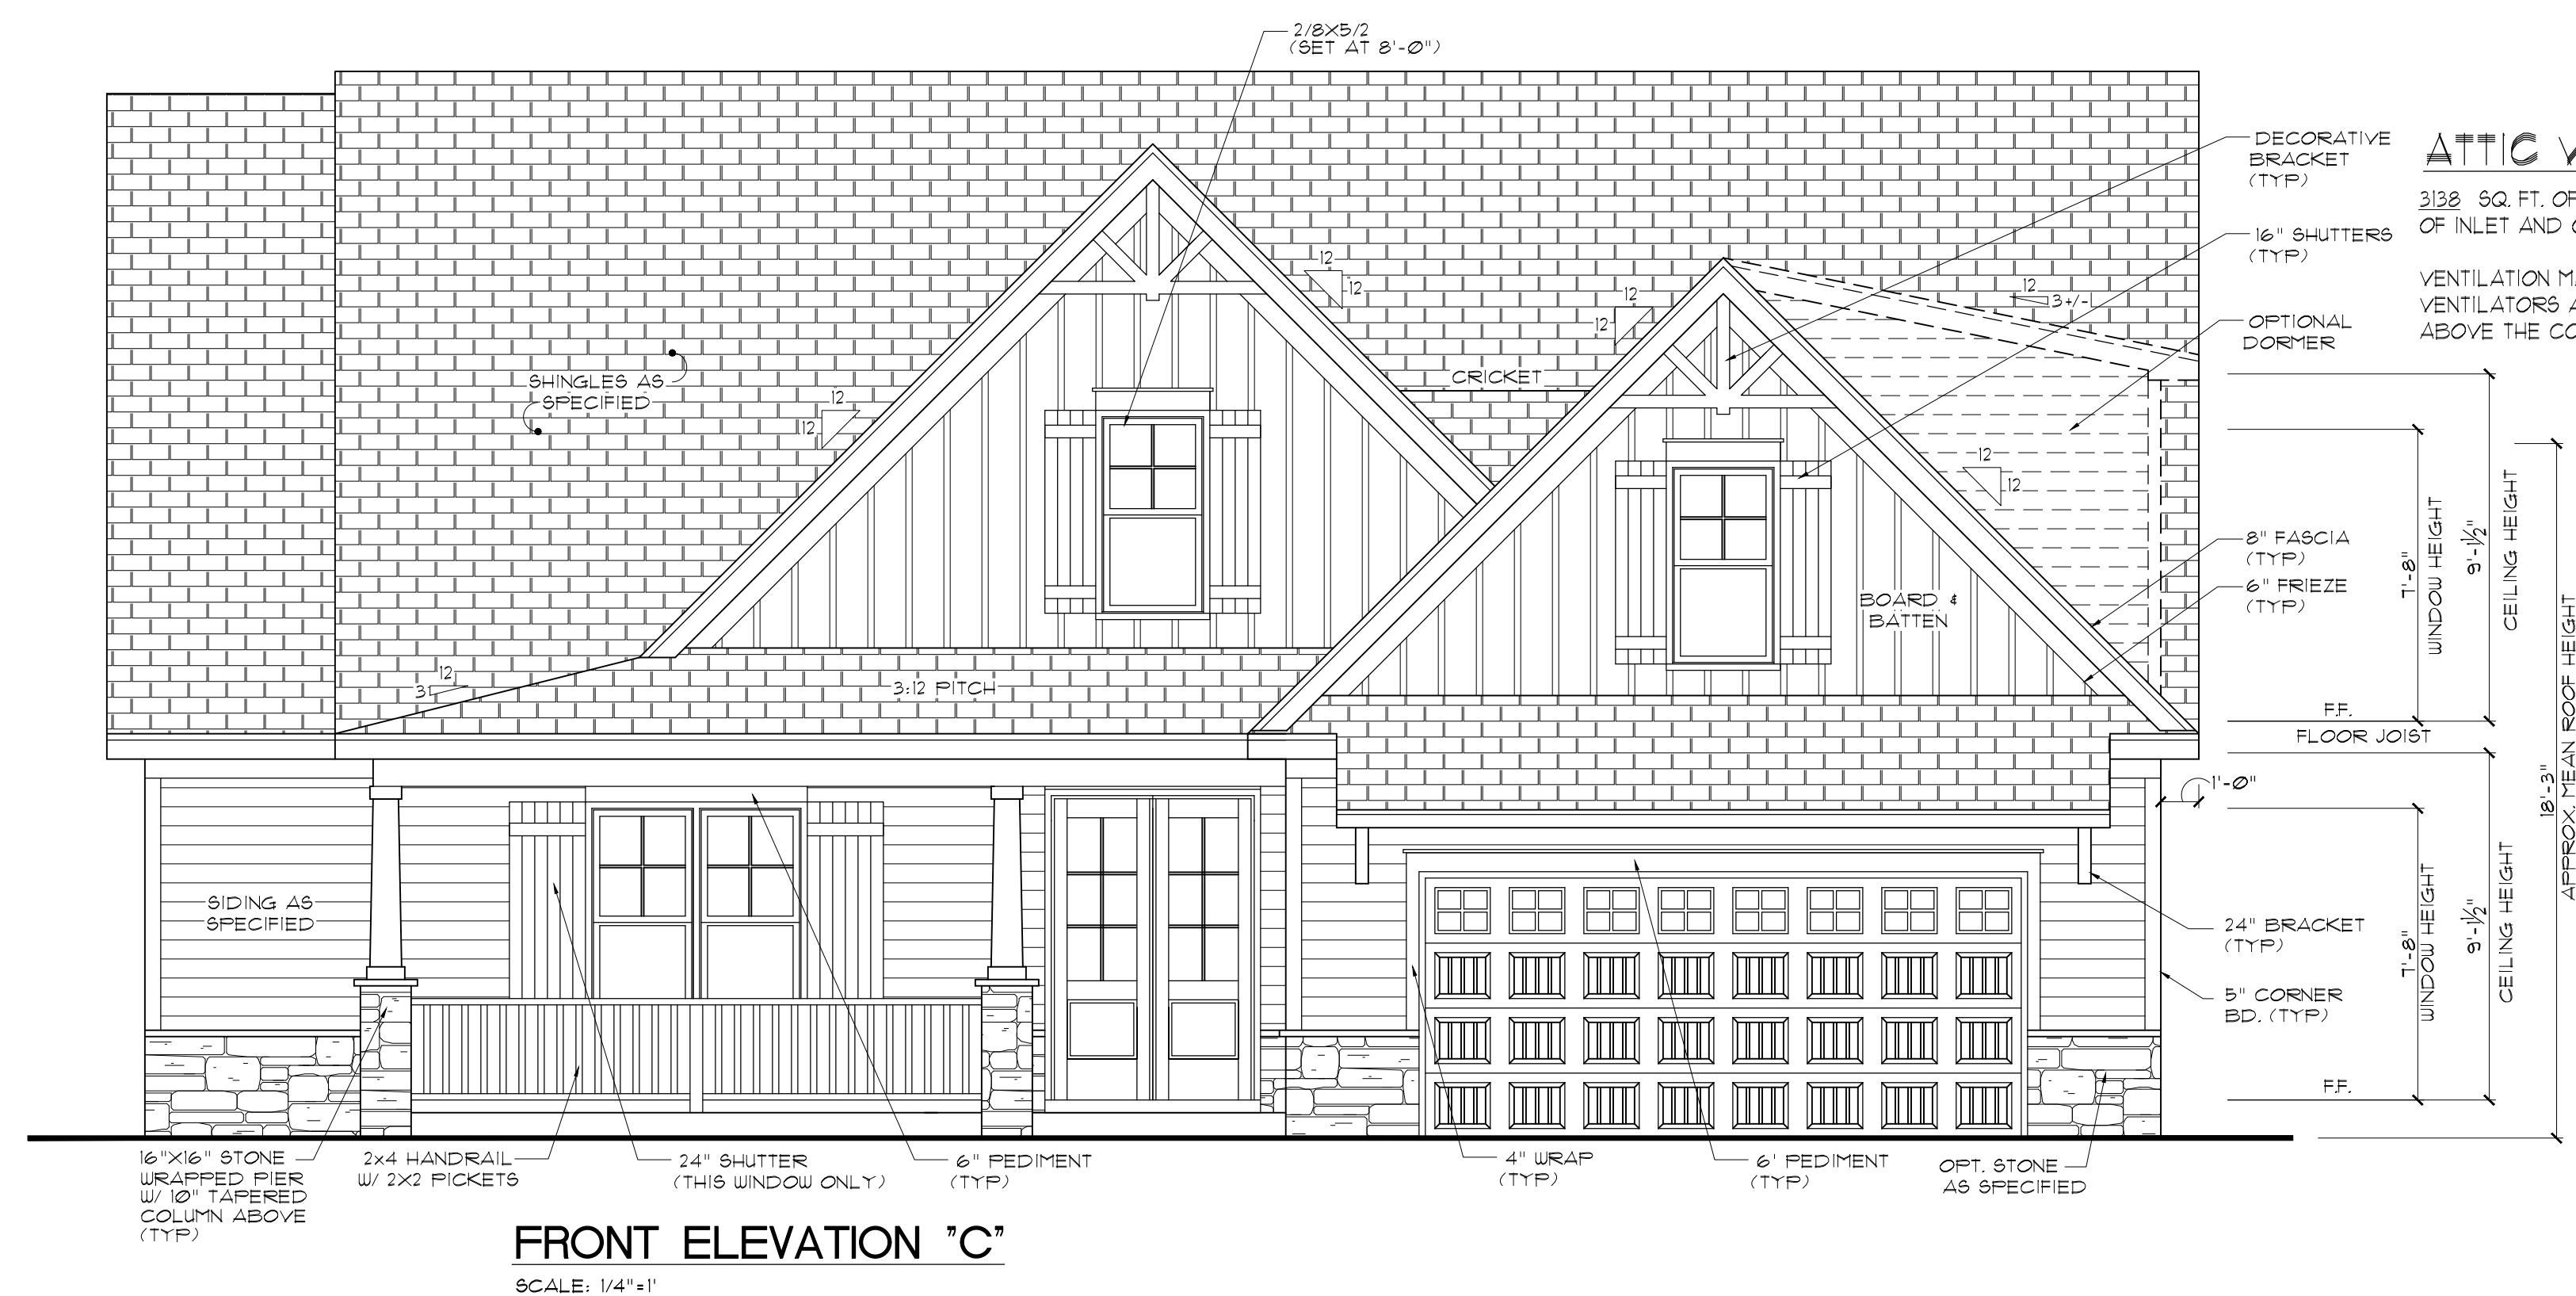 2/8X5/2
(SET AT 8'-0")
DECORATIVE
BRACKET
(TYP)
16" SHUTTERS
(TYP)
OPTIONAL
DORMER
ATTIC
3138 SQ. FT. OF
OF INLET AND
VENTILATION
VENTILATORS
ABOVE THE
12
12
12
12
12
3+/-
CRICKET
SHINGLES AS
SPECIFIED
12
12
12
12
8" FASCIA
(TYP)
6" FRIEZE
(TYP)
BOARD &
BATTEN
12
3
3:12 PITCH
7'-8"
WINDOW HEIGHT
9'-1/2"
CEILING HEIGHT
F.F.
FLOOR JOIST
1'-0"
18'-3"
APPROX. MEAN ROOF HEIGHT
SIDING AS
SPECIFIED
7'-8"
WINDOW HEIGHT
9'-1/2"
CEILING HEIGHT
24" BRACKET
(TYP)
5" CORNER
BD. (TYP)
F.F.
16"X16" STONE
WRAPPED PIER
W/ 10" TAPERED
COLUMN ABOVE
(TYP)
2x4 HANDRAIL
W/ 2X2 PICKETS
24" SHUTTER
(THIS WINDOW ONLY)
6" PEDIMENT
(TYP)
4" WRAP
(TYP)
6' PEDIMENT
(TYP)
OPT. STONE
AS SPECIFIED
FRONT ELEVATION "C"
SCALE: 1/4"=1'